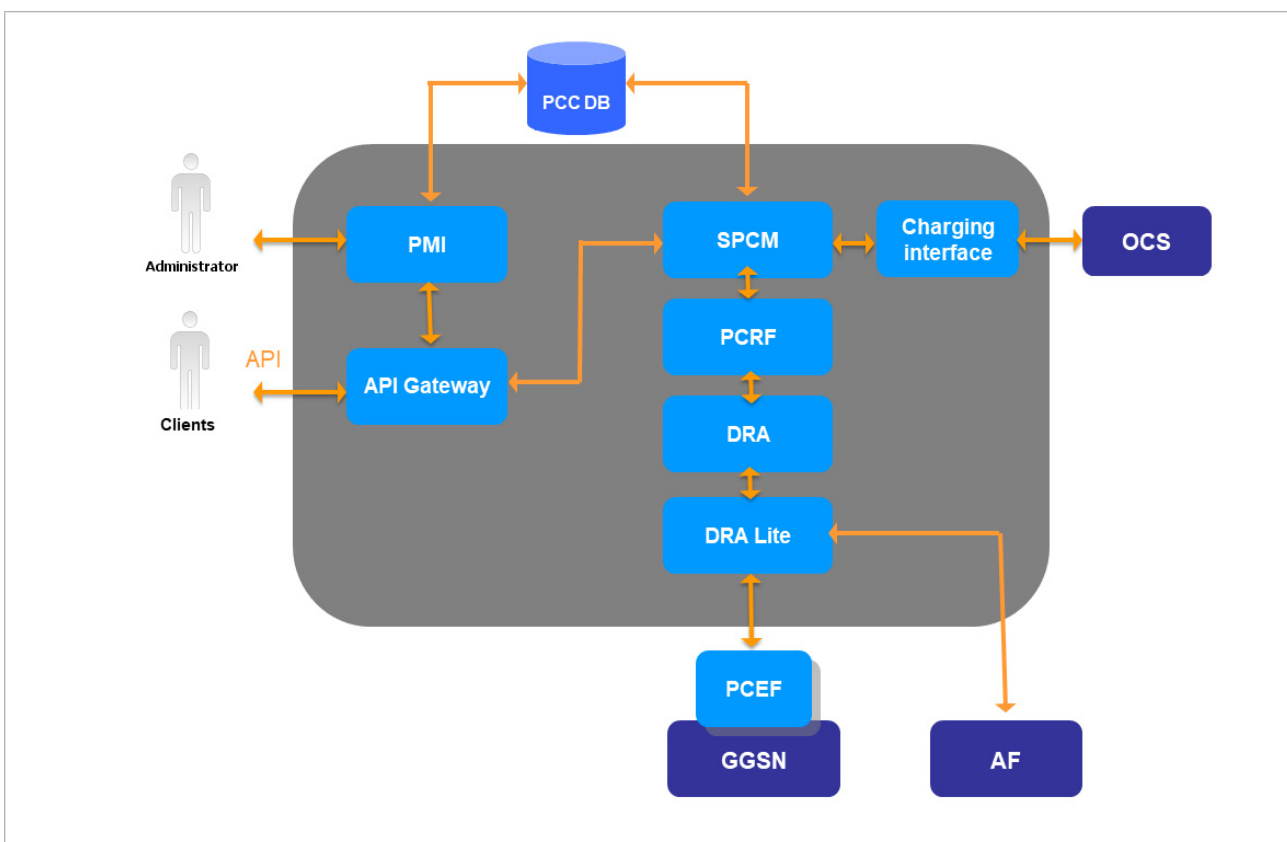 PCC DB
Administrator
PMI
SPCM
Charging
interface
OCS
PCRF
Clients
API
API Gateway
DRA
DRA Lite
PCEF
GGSN
AF